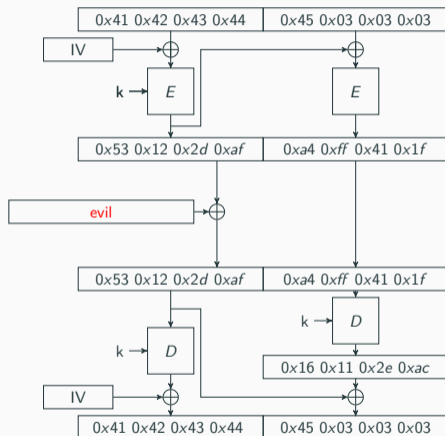 0x41 0x42 0x43 0x44 0x45 0x03 0x03 0x03
IV
k E E
0x53 0x12 0x2d 0xaf 0xa4 0xff 0x41 0x1f
evil
0x53 0x12 0x2d 0xaf 0xa4 0xff 0x41 0x1f
k D
k D
0x16 0x11 0x2e 0xac
IV
0x41 0x42 0x43 0x44 0x45 0x03 0x03 0x03